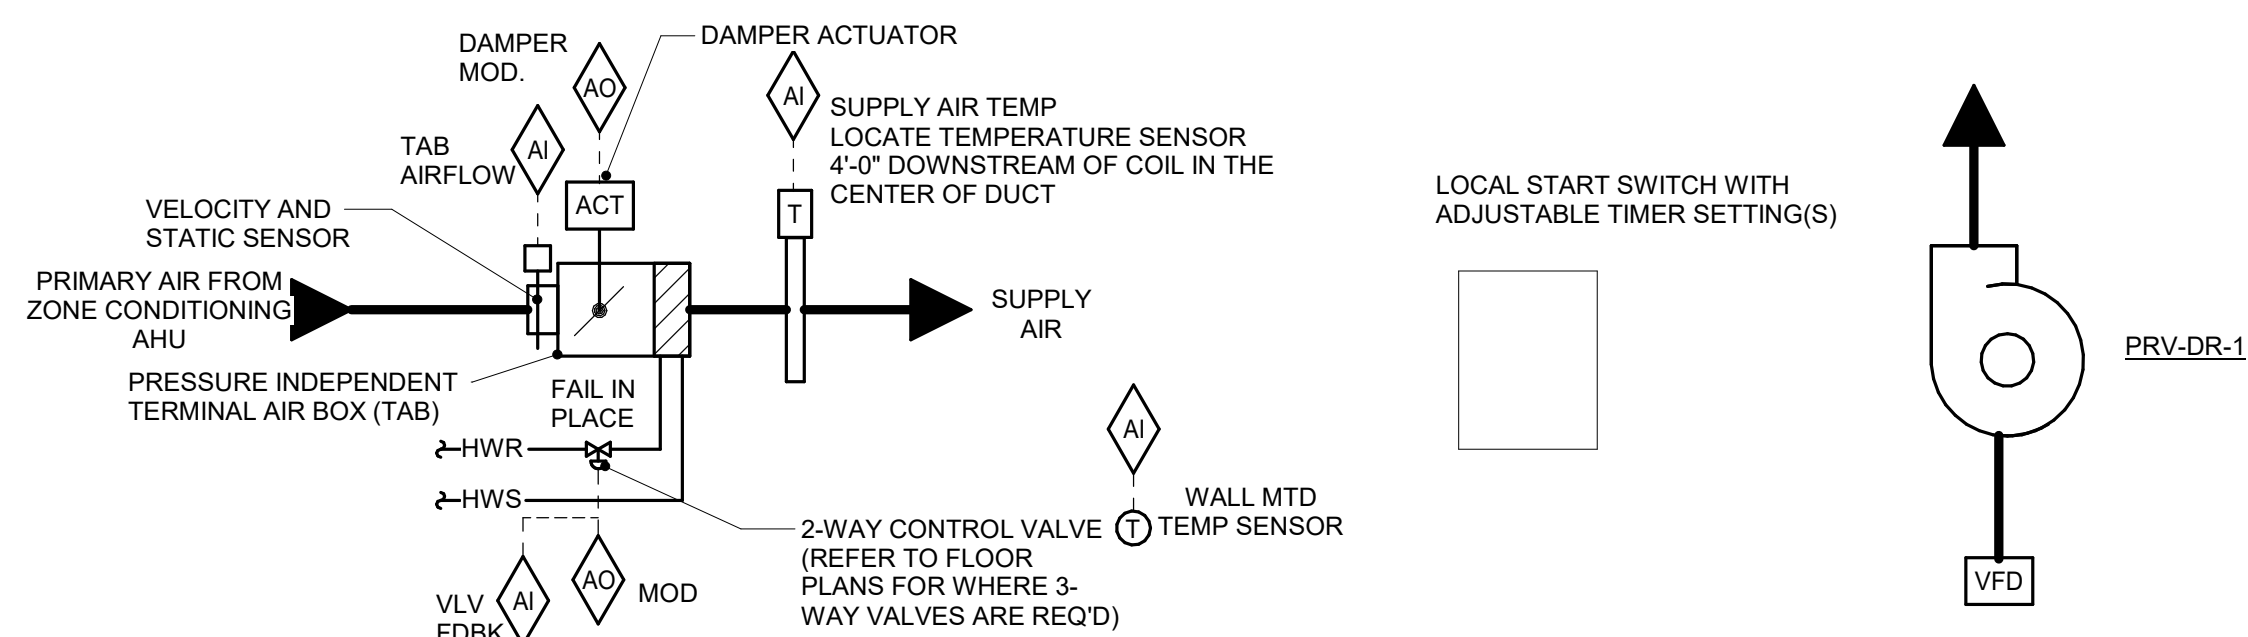 DAMPER
MOD.
AO
DAMPER ACTUATOR
AI
SUPPLY AIR TEMP
LOCATE TEMPERATURE SENSOR
4'-0" DOWNSTREAM OF COIL IN THE
CENTER OF DUCT
TAB
AIRFLOW
AI
ACT
T
VELOCITY AND
STATIC SENSOR
PRIMARY AIR FROM
ZONE CONDITIONING
AHU
SUPPLY
AIR
PRESSURE INDEPENDENT
TERMINAL AIR BOX (TAB)
FAIL IN
PLACE
HWR
HWS
AI
T
WALL MTD
TEMP SENSOR
2-WAY CONTROL VALVE
(REFER TO FLOOR
PLANS FOR WHERE 3-
WAY VALVES ARE REQ'D)
VLV
FDBK
AI
AO
MOD
LOCAL START SWITCH WITH
ADJUSTABLE TIMER SETTING(S)
PRV-DR-1
VFD